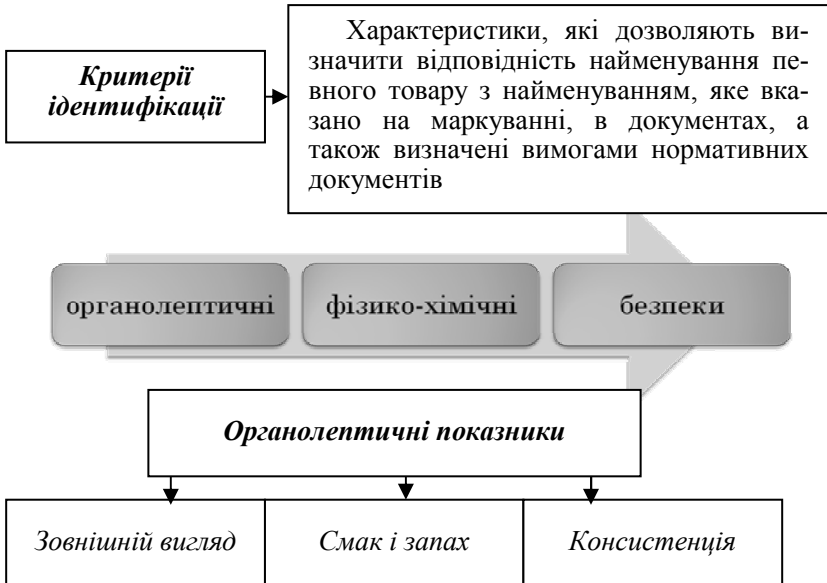 Критерії
ідентифікації
Характеристики, які дозволяють ви-
значити відповідність найменування пе-
вного товару з найменуванням, яке вка-
зано на маркуванні, в документах, а
також визначені вимогами нормативних
документів
органолептичні
фізико-хімічні
безпеки
Органолептичні показники
Зовнішній вигляд
Смак і запах
Консистенція